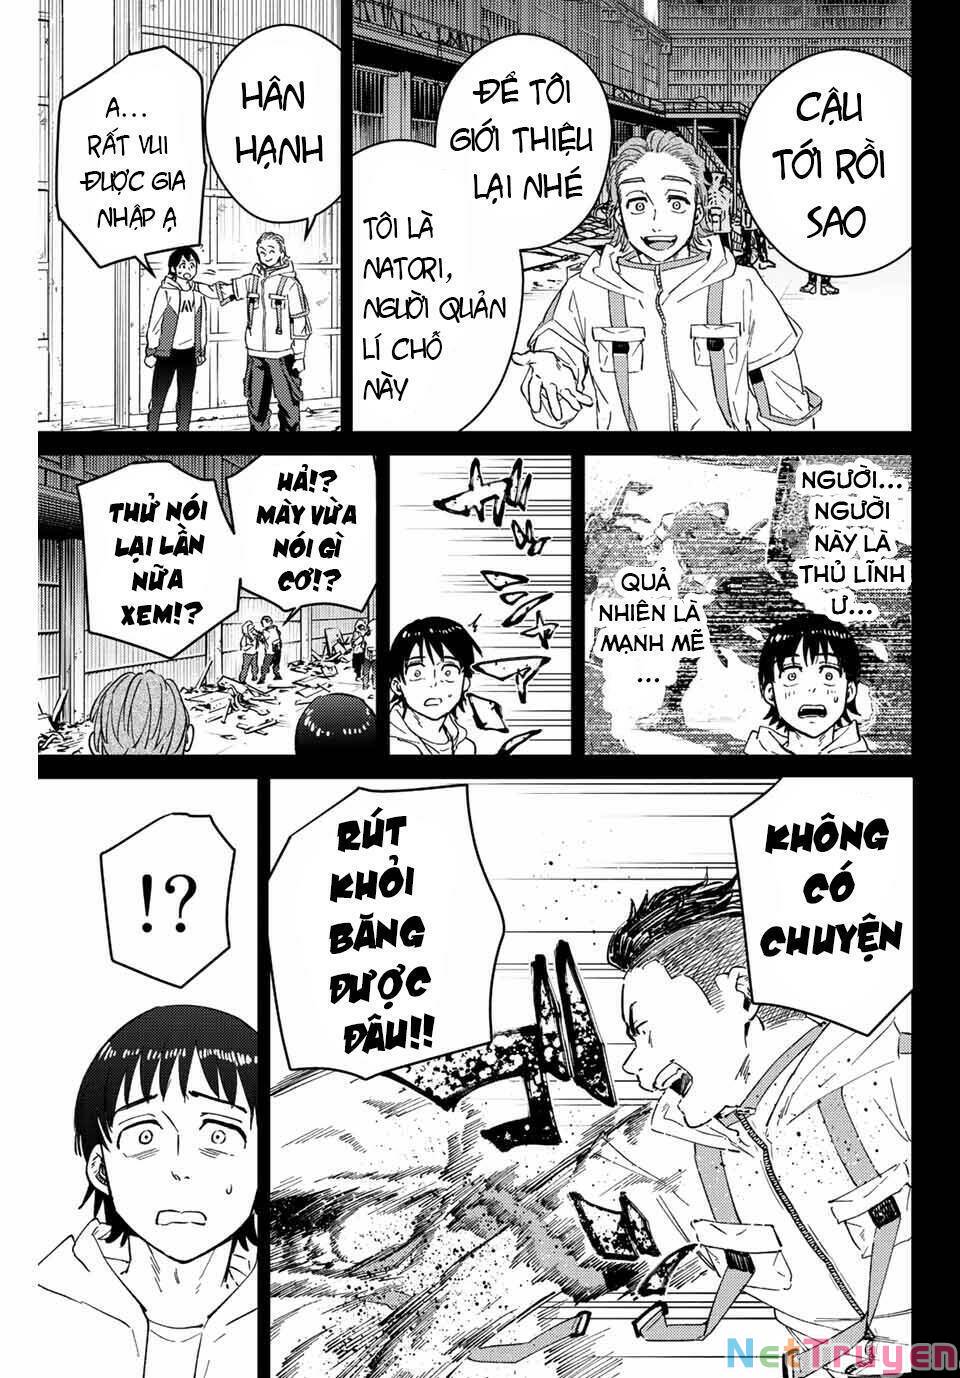 CẬU
TỚI RỒI
SAO
ĐỂ TÔI
GIỚI THIỆU
LẠI NHÉ
TÔI LÀ
NATORI,
NGƯỜI QUẢN
LÍ CHỖ
NÀY
HÂN
HẠNH
A...
RẤT VUI
ĐƯỢC GIA
NHẬP Ạ
NGƯỜI...
NGƯỜI
NÀY LÀ
THỦ LĨNH
Ư...
QUẢ
NHIÊN LÀ
MẠNH MẼ
...
HẢ!?
MÀY VỪA
NÓI GÌ
CƠ!?
THỬ NÓI
LẠI LẦN
NỮA
XEM!?
KHÔNG
CÓ
CHUYỆN
RÚT
KHỎI
BĂNG
ĐƯỢC
ĐÂU!!
!?
NetTruyen